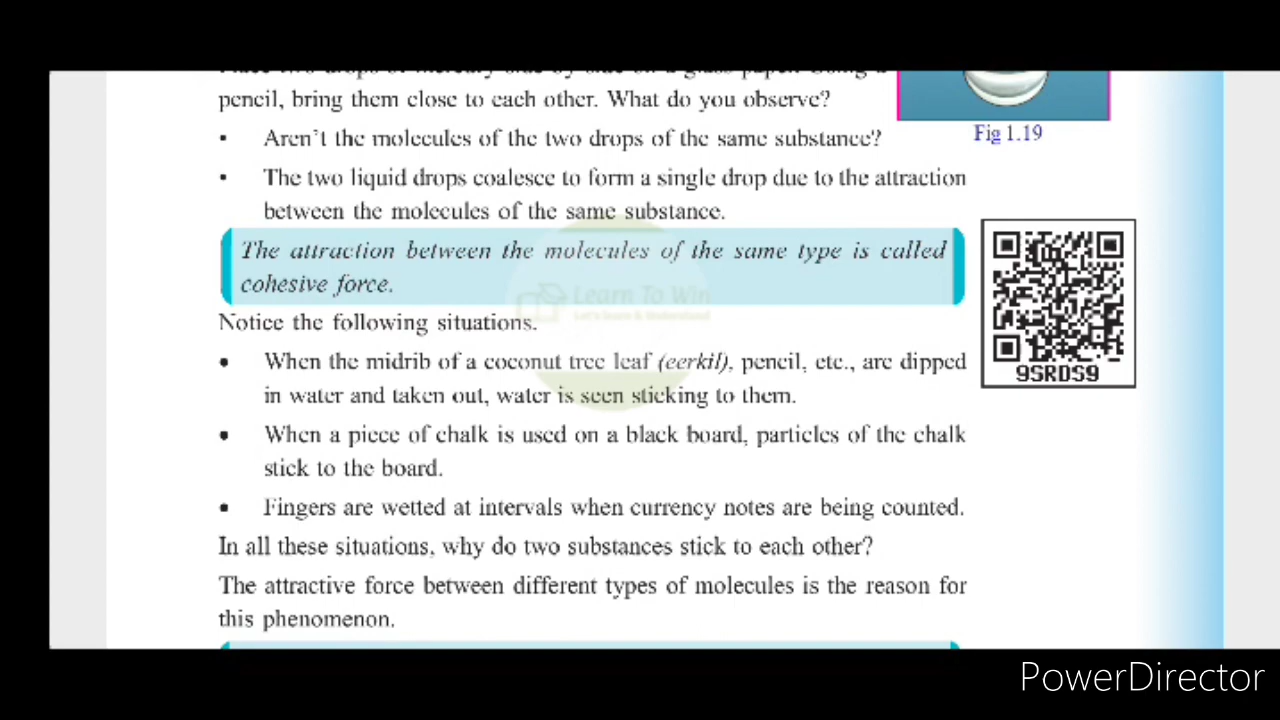 pencil, bring them close to each other. What do you observe?
Fig 1.19
• Aren't the molecules of the two drops of the same substance?
• The two liquid drops coalesce to form a single drop due to the attraction
between the molecules of the same substance.
The attraction between the molecules of the same type is called
cohesive force.
Learn To Win
Notice the following situations.
• When the midrib of a coconut tree leaf (eerkil), pencil, etc., are dipped
in water and taken out, water is seen sticking to them.
9SRDS9
• When a piece of chalk is used on a black board, particles of the chalk
stick to the board.
• Fingers are wetted at intervals when currency notes are being counted.
In all these situations, why do two substances stick to each other?
The attractive force between different types of molecules is the reason for
this phenomenon.
PowerDirector